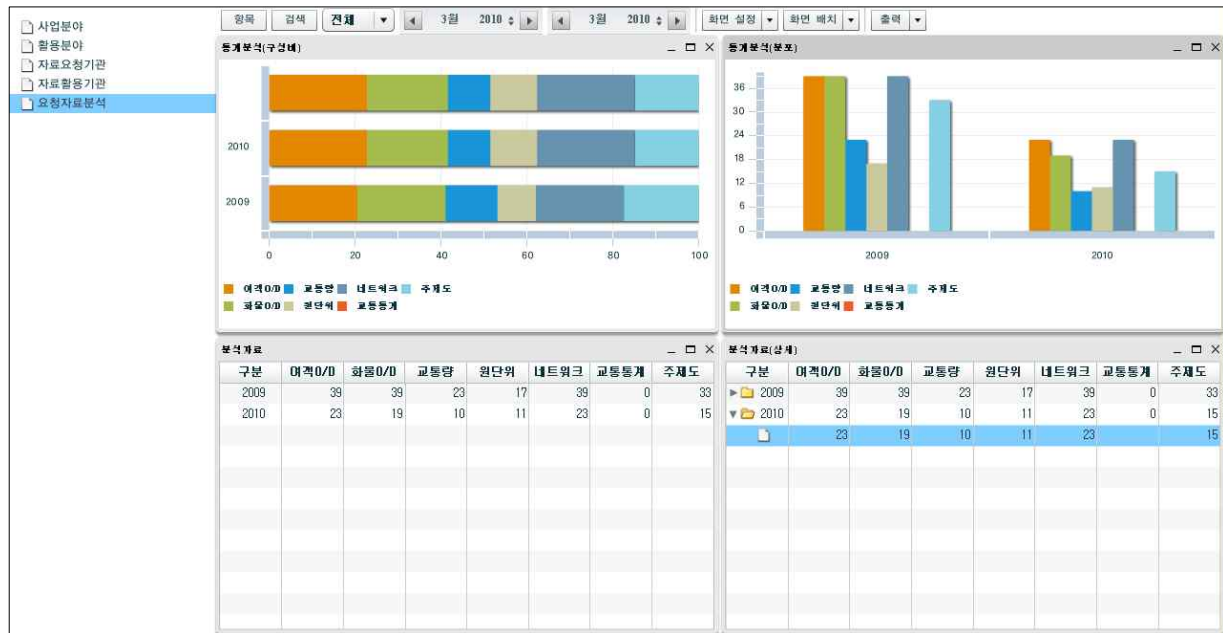 사업분야
활용분야
자료요청기관
자료활용기관
요청자료분석
항목 검색 전체 3월 2010 3월 2010 화면 설정 화면 배치 출력
통계분석(구성비)
2010
2009
0 20 40 60 80 100
여객O/D 교통량 네트워크 주제도
화물O/D 원단위 교통통계
통계분석(분포)
36
30
24
18
12
6
0
2009 2010
여객O/D 교통량 네트워크 주제도
화물O/D 원단위 교통통계
분석자료
구분 여객O/D 화물O/D 교통량 원단위 네트워크 교통통계 주제도
2009 39 39 23 17 39 0 33
2010 23 19 10 11 23 0 15
분석자료(상세)
구분 여객O/D 화물O/D 교통량 원단위 네트워크 교통통계 주제도
2009 39 39 23 17 39 0 33
2010 23 19 10 11 23 0 15
23 19 10 11 23 15